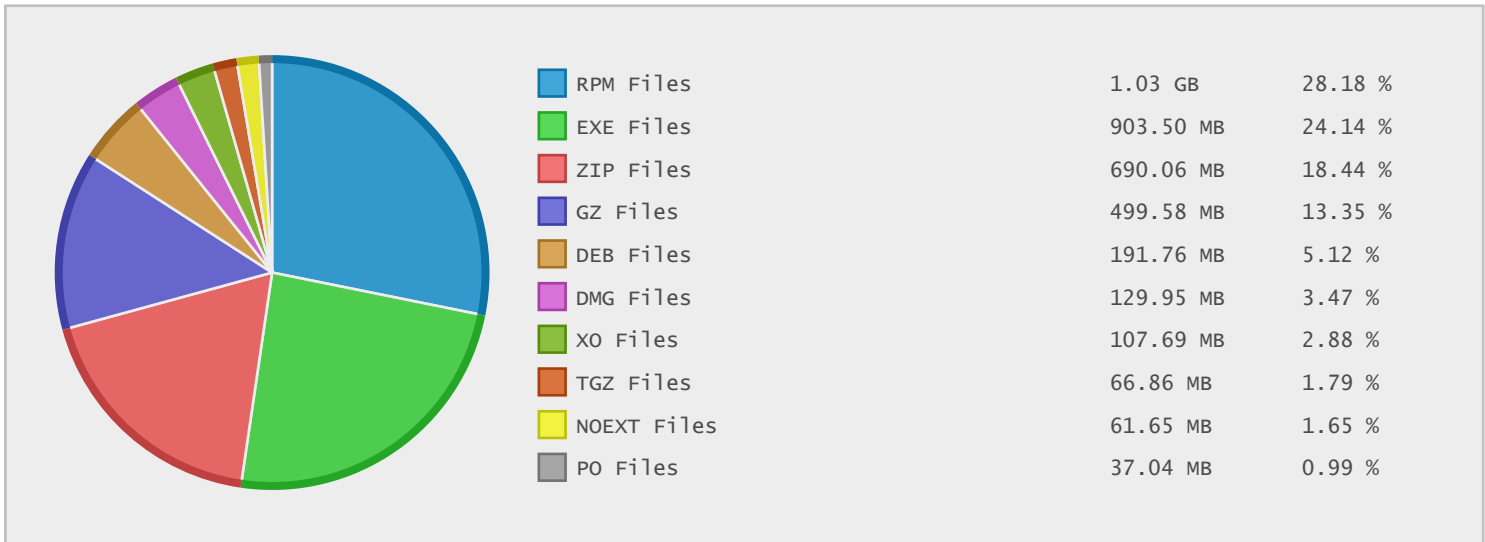 RPM Files 1.03 GB 28.18 %
EXE Files 903.50 MB 24.14 %
ZIP Files 690.06 MB 18.44 %
GZ Files 499.58 MB 13.35 %
DEB Files 191.76 MB 5.12 %
DMG Files 129.95 MB 3.47 %
XO Files 107.69 MB 2.88 %
TGZ Files 66.86 MB 1.79 %
NOEXT Files 61.65 MB 1.65 %
PO Files 37.04 MB 0.99 %